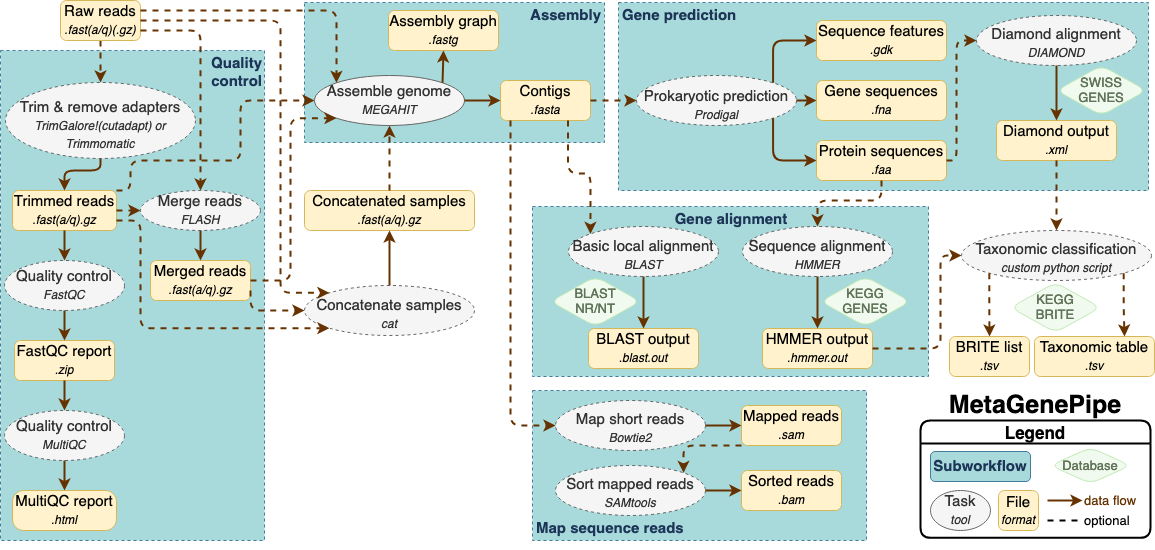 Raw reads
.fast(a/q)(.gz)
Quality
control
Trim & remove adapters
TrimGalore!(cutadapt) or
Trimmomatic
Trimmed reads
.fast(a/q).gz
Merge reads
FLASH
Quality control
FastQC
Merged reads
.fast(a/q).gz
FastQC report
.zip
Quality control
MultiQC
MultiQC report
.html
Assembly
Assembly graph
.fastg
Assemble genome
MEGAHIT
Contigs
.fasta
Concatenated samples
.fast(a/q).gz
Concatenate samples
cat
Gene prediction
Prokaryotic prediction
Prodigal
Sequence features
.gdk
Gene sequences
.fna
Protein sequences
.faa
Diamond alignment
DIAMOND
SWISS
GENES
Diamond output
.xml
Gene alignment
Basic local alignment
BLAST
BLAST
NR/NT
BLAST output
.blast.out
Sequence alignment
HMMER
KEGG
GENES
HMMER output
.hmmer.out
Taxonomic classification
custom python script
KEGG
BRITE
BRITE list
.tsv
Taxonomic table
.tsv
Map short reads
Bowtie2
Mapped reads
.sam
Sort mapped reads
SAMtools
Sorted reads
.bam
Map sequence reads
MetaGenePipe
Legend
Subworkflow
Database
Task
tool
File
format
data flow
optional